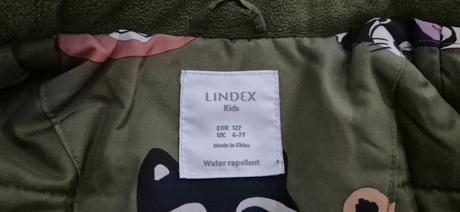 LINDEX
Kids
EUR 122
UK 6-7Y
Made in China
Water repellent